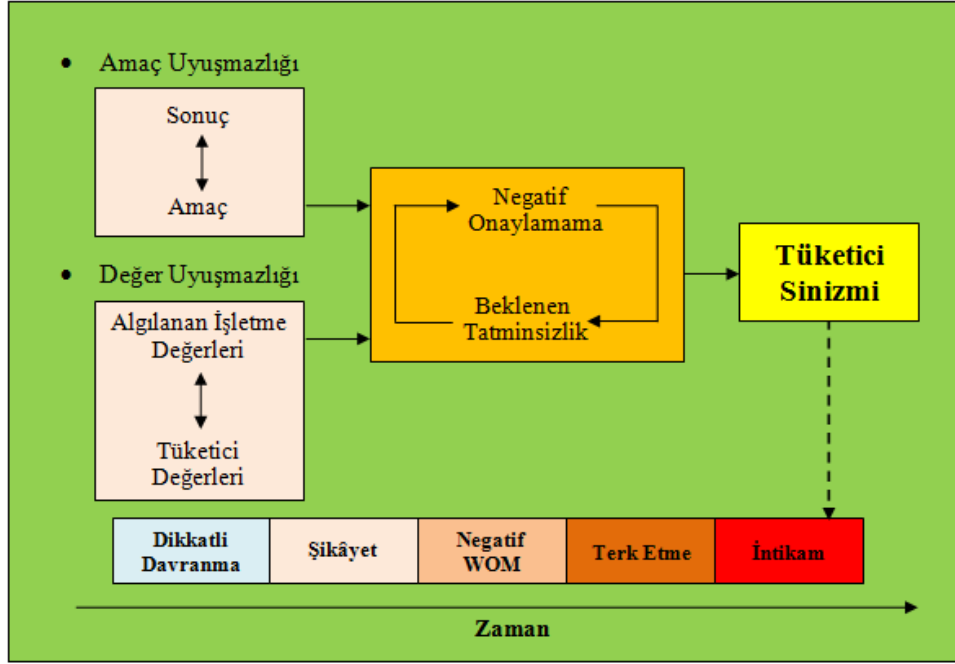 • Amaç Uyuşmazlığı
Sonuç
Amaç
• Değer Uyuşmazlığı
Algılanan İşletme
Değerleri
Tüketici
Değerleri
Negatif
Onaylamama
Beklenen
Tatminsizlik
Tüketici
Sinizmi
Dikkatli
Davranma
Şikâyet
Negatif
WOM
Terk Etme
İntikam
Zaman